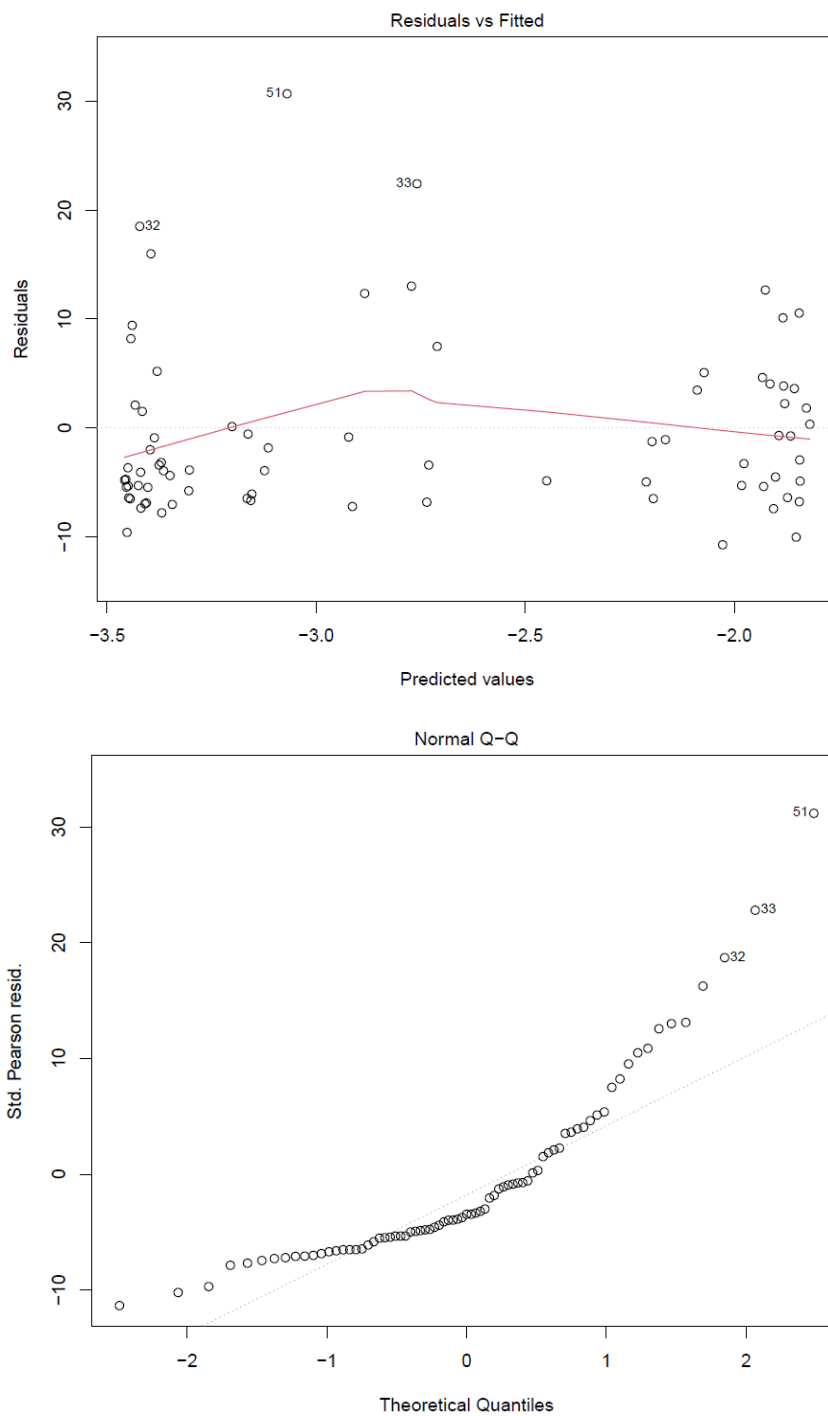 Residuals vs Fitted
Residuals
30
20
10
0
−10
51
33
32
−3.5 −3.0 −2.5 −2.0
Predicted values
Normal Q−Q
Std. Pearson resid.
30
20
10
0
−10
51
33
32
−2 −1 0 1 2
Theoretical Quantiles